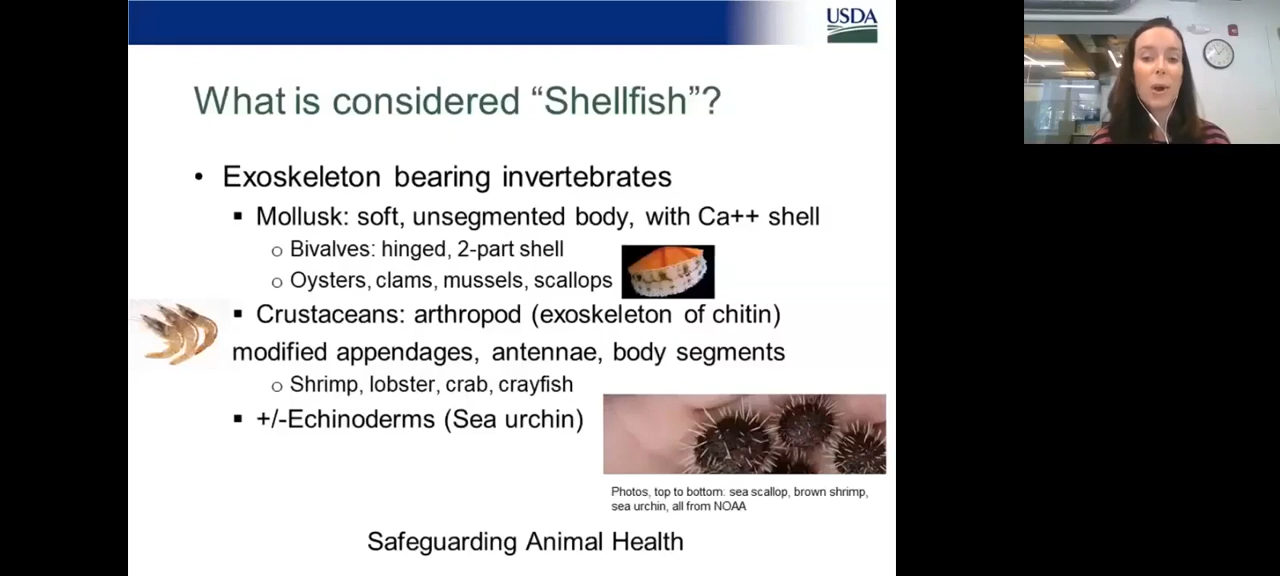 USDA
What is considered “Shellfish”?
• Exoskeleton bearing invertebrates
▪ Mollusk: soft, unsegmented body, with Ca++ shell
o Bivalves: hinged, 2-part shell
o Oysters, clams, mussels, scallops
▪ Crustaceans: arthropod (exoskeleton of chitin)
modified appendages, antennae, body segments
o Shrimp, lobster, crab, crayfish
▪ +/-Echinoderms (Sea urchin)
Photos, top to bottom: sea scallop, brown shrimp,
sea urchin, all from NOAA
Safeguarding Animal Health